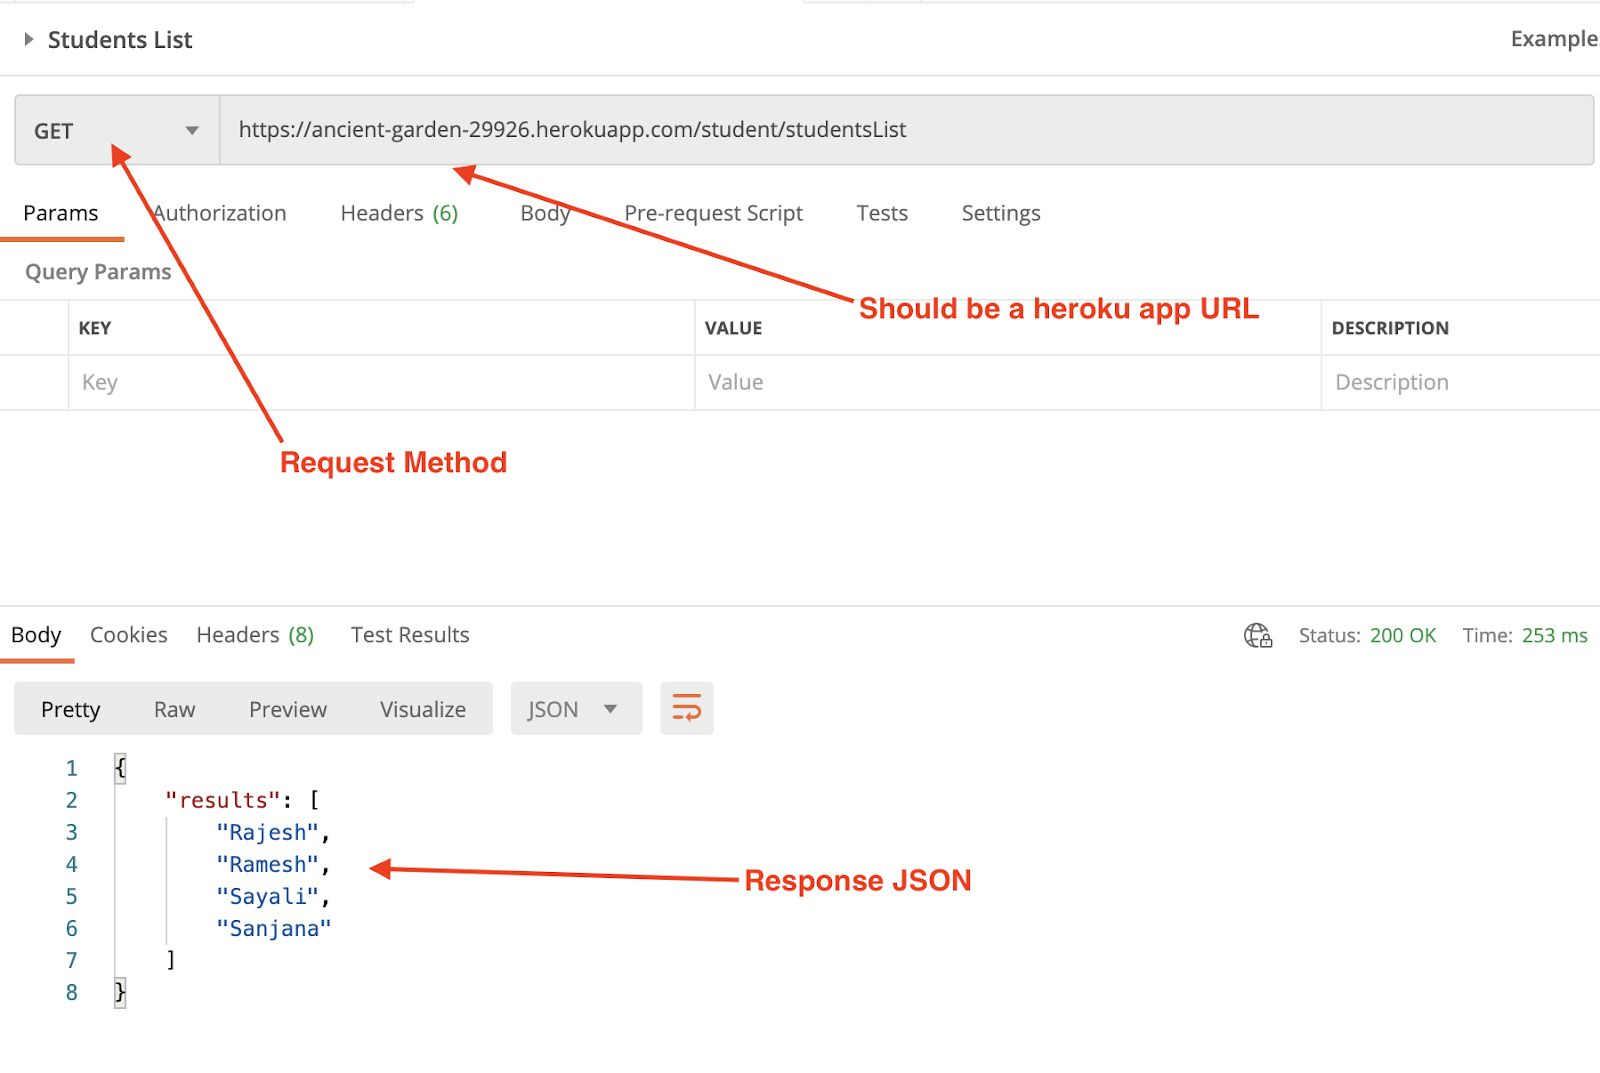 Students List
Example
GET
https://ancient-garden-29926.herokuapp.com/student/studentsList
Params Authorization Headers (6) Body Pre-request Script Tests Settings
Query Params
Should be a heroku app URL
KEY VALUE DESCRIPTION
Key Value Description
Request Method
Body Cookies Headers (8) Test Results Status: 200 OK Time: 253 ms
Pretty Raw Preview Visualize JSON
1 {
2 "results": [
3 "Rajesh",
4 "Ramesh",
5 "Sayali",
6 "Sanjana"
7 ]
8 }
Response JSON